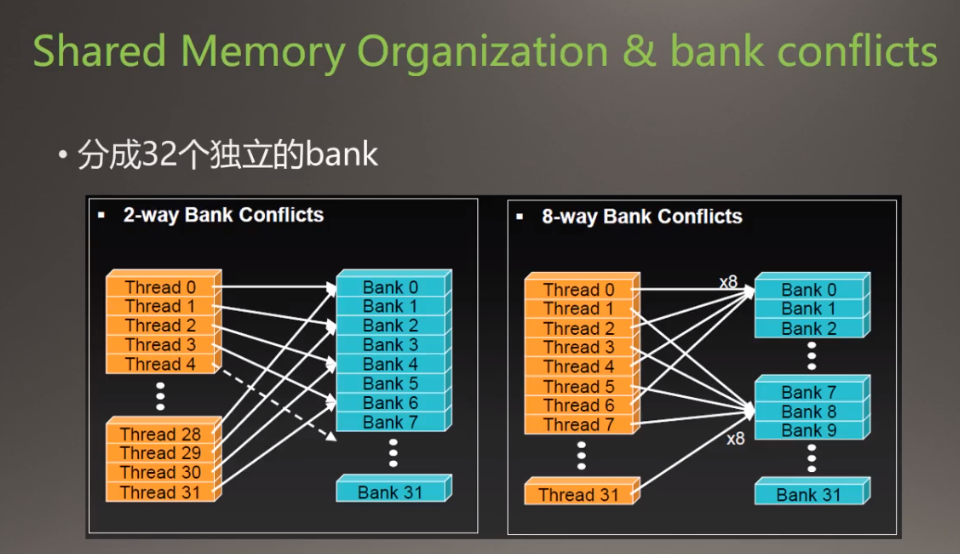 Shared Memory Organization & bank conflicts
• 分成32个独立的bank
▪ 2-way Bank Conflicts
Thread 0
Thread 1
Thread 2
Thread 3
Thread 4
Thread 28
Thread 29
Thread 30
Thread 31
Bank 0
Bank 1
Bank 2
Bank 3
Bank 4
Bank 5
Bank 6
Bank 7
Bank 31
▪ 8-way Bank Conflicts
Thread 0
Thread 1
Thread 2
Thread 3
Thread 4
Thread 5
Thread 6
Thread 7
Thread 31
x8
x8
Bank 0
Bank 1
Bank 2
Bank 7
Bank 8
Bank 9
Bank 31